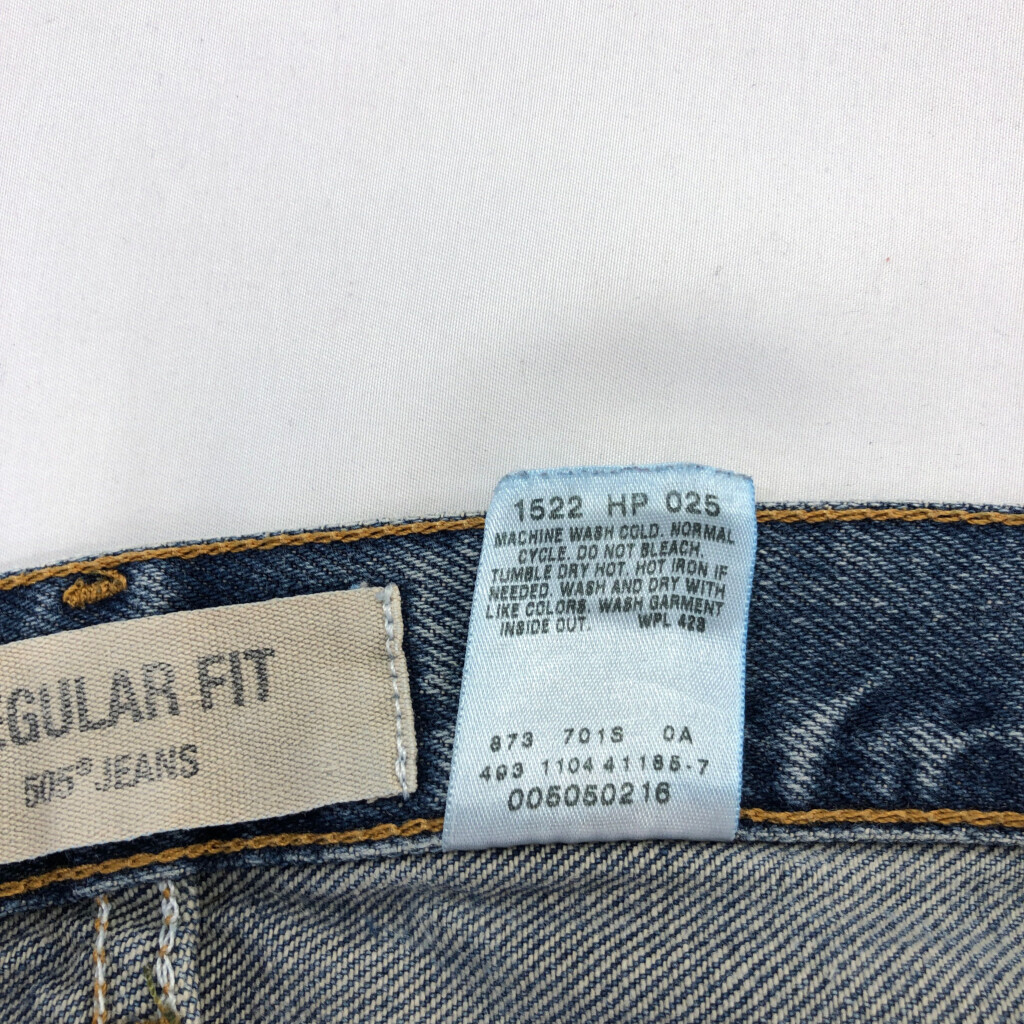 EGULAR FIT
505® JEANS
1522 HP 025
MACHINE WASH COLD. NORMAL
CYCLE. DO NOT BLEACH.
TUMBLE DRY HOT. HOT IRON IF
NEEDED. WASH AND DRY WITH
LIKE COLORS. WASH GARMENT
INSIDE OUT. WPL 423
873 701S 0A
493 1104 41185-7
005050216